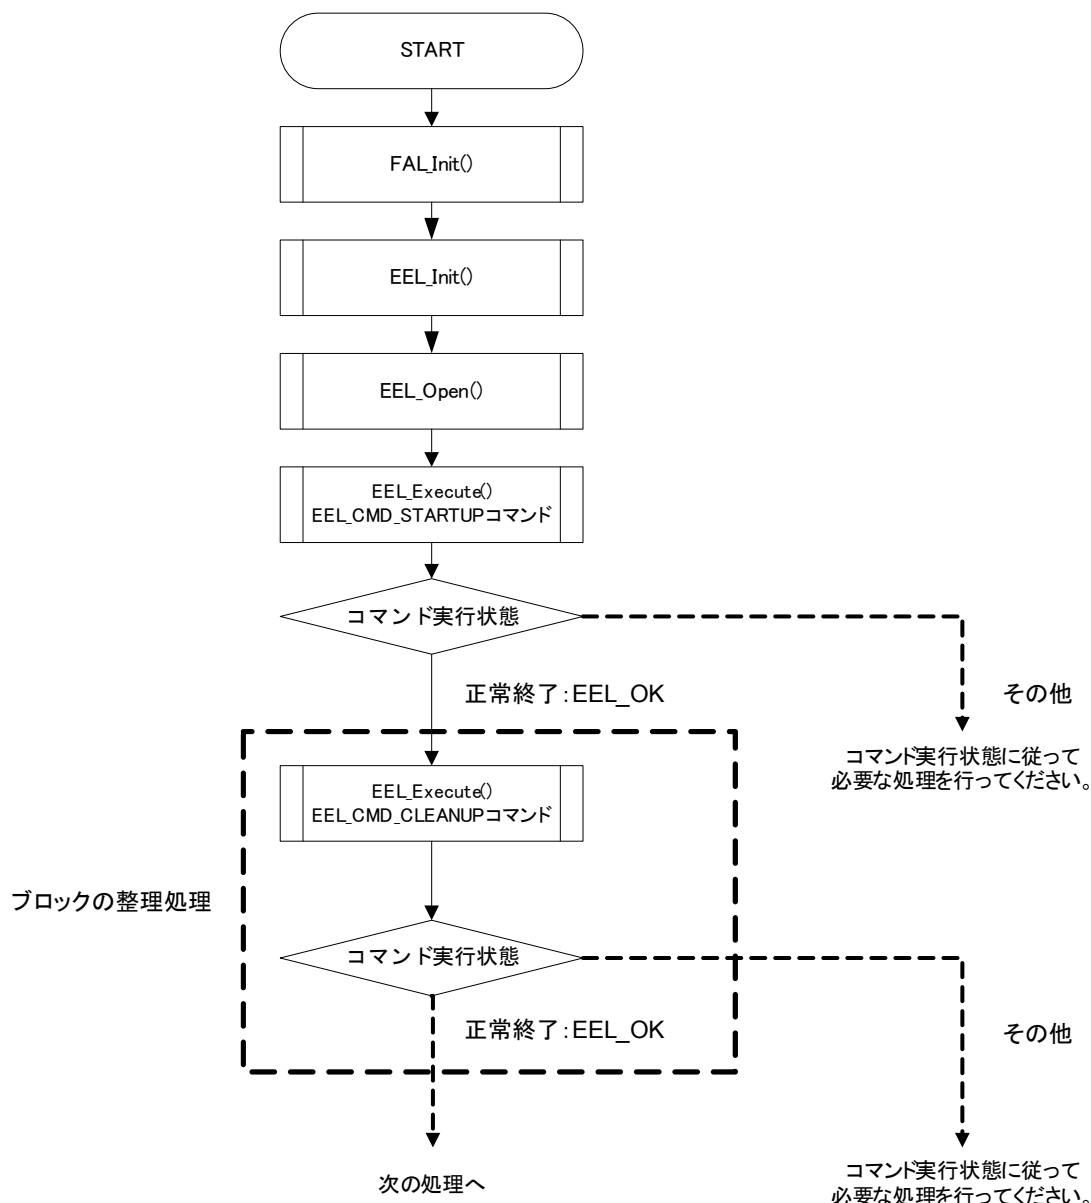 START
FAL_Init()
EEL_Init()
EEL_Open()
EEL_Execute()
EEL_CMD_STARTUPコマンド
コマンド実行状態
正常終了：EEL_OK
その他
コマンド実行状態に従って
必要な処理を行ってください。
EEL_Execute()
EEL_CMD_CLEANUPコマンド
ブロックの整理処理
コマンド実行状態
正常終了：EEL_OK
その他
次の処理へ
コマンド実行状態に従って
必要な処理を行ってください。